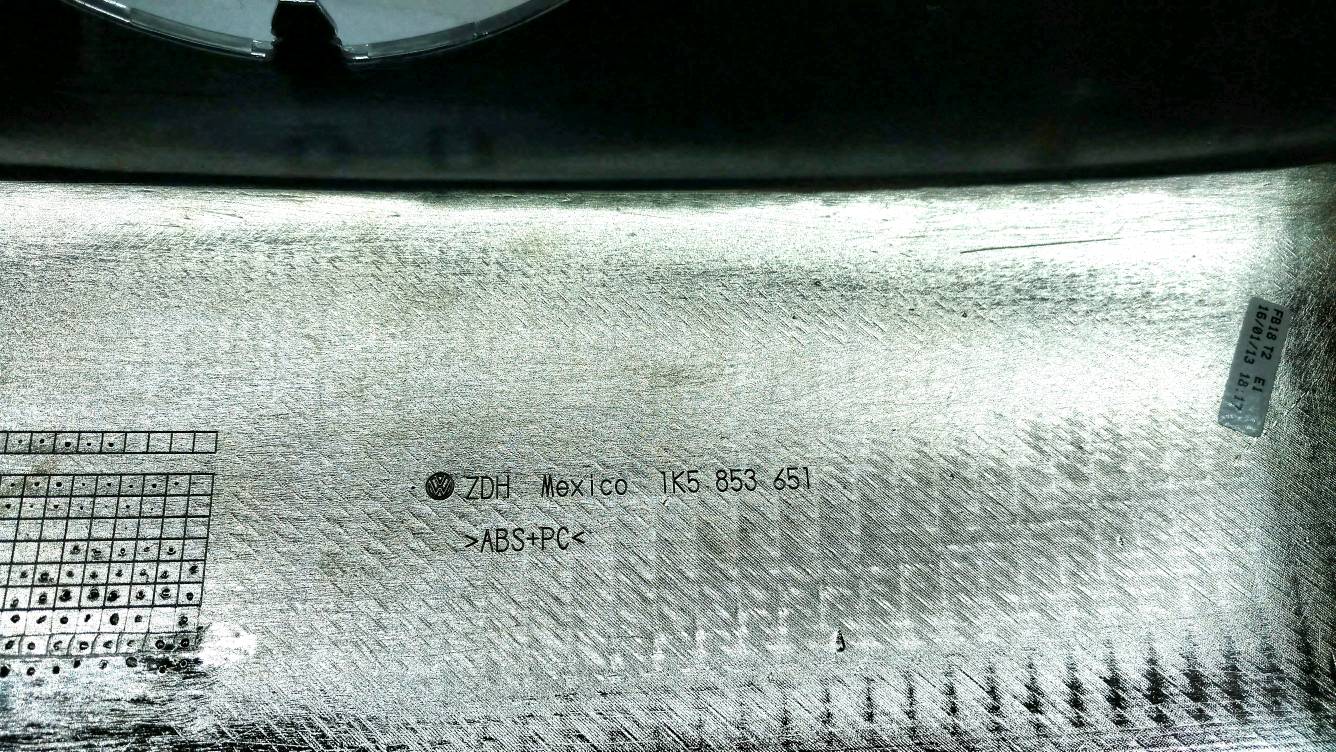 ZDH Mexico 1K5 853 651
>ABS+PC<
FB18 T2 E1
16/01/13 18:17